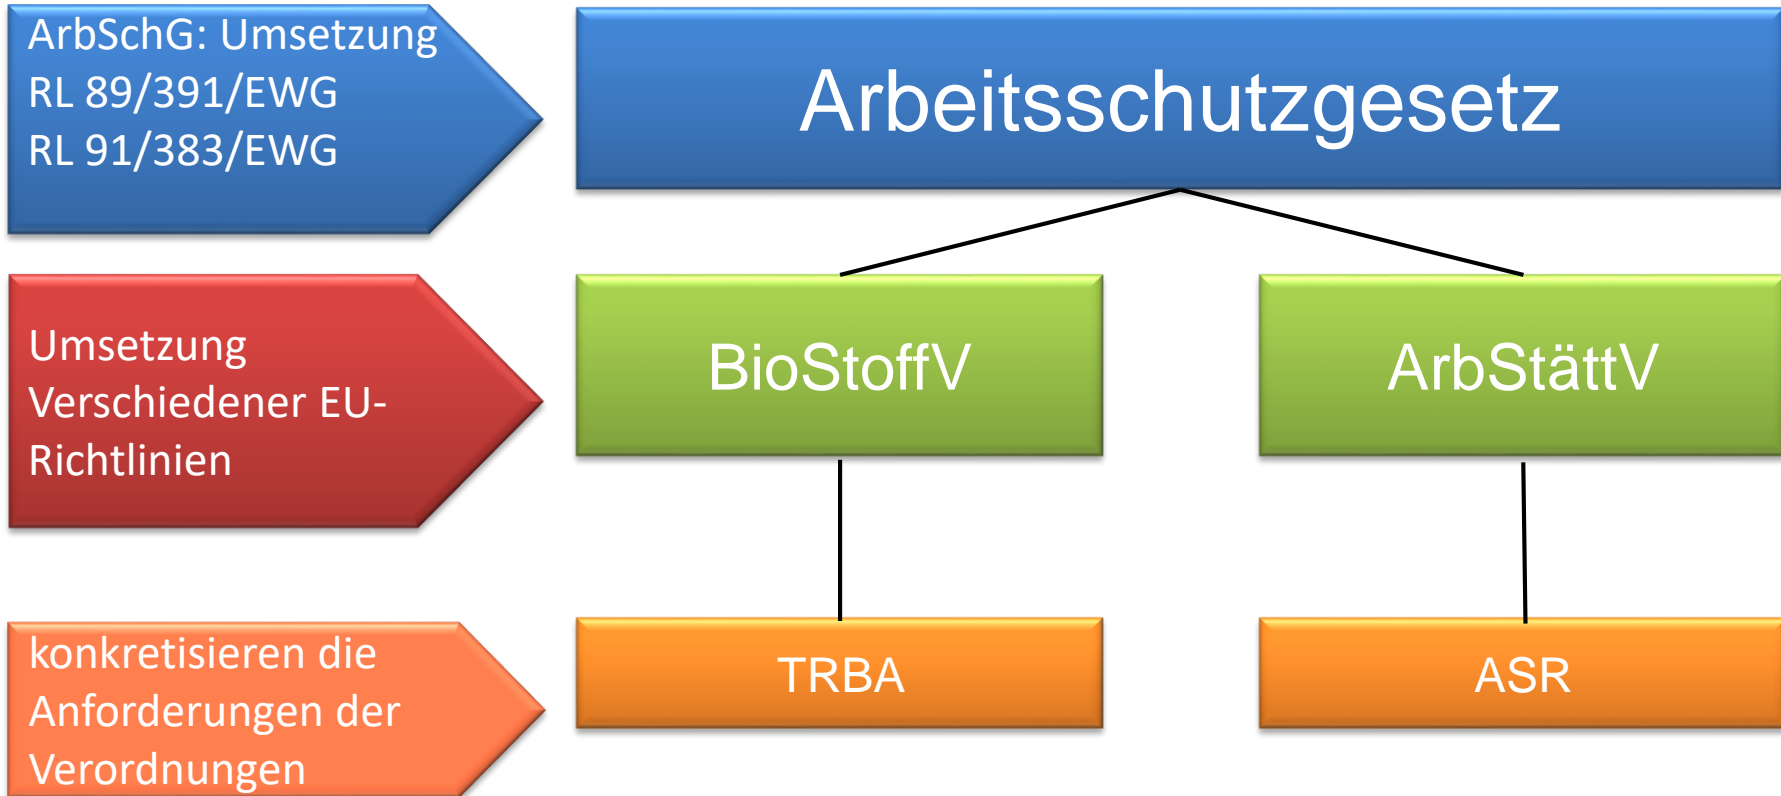 ArbSchG: Umsetzung
RL 89/391/EWG
RL 91/383/EWG
Arbeitsschutzgesetz
Umsetzung
Verschiedener EU-
Richtlinien
BioStoffV
ArbStättV
konkretisieren die
Anforderungen der
Verordnungen
TRBA
ASR